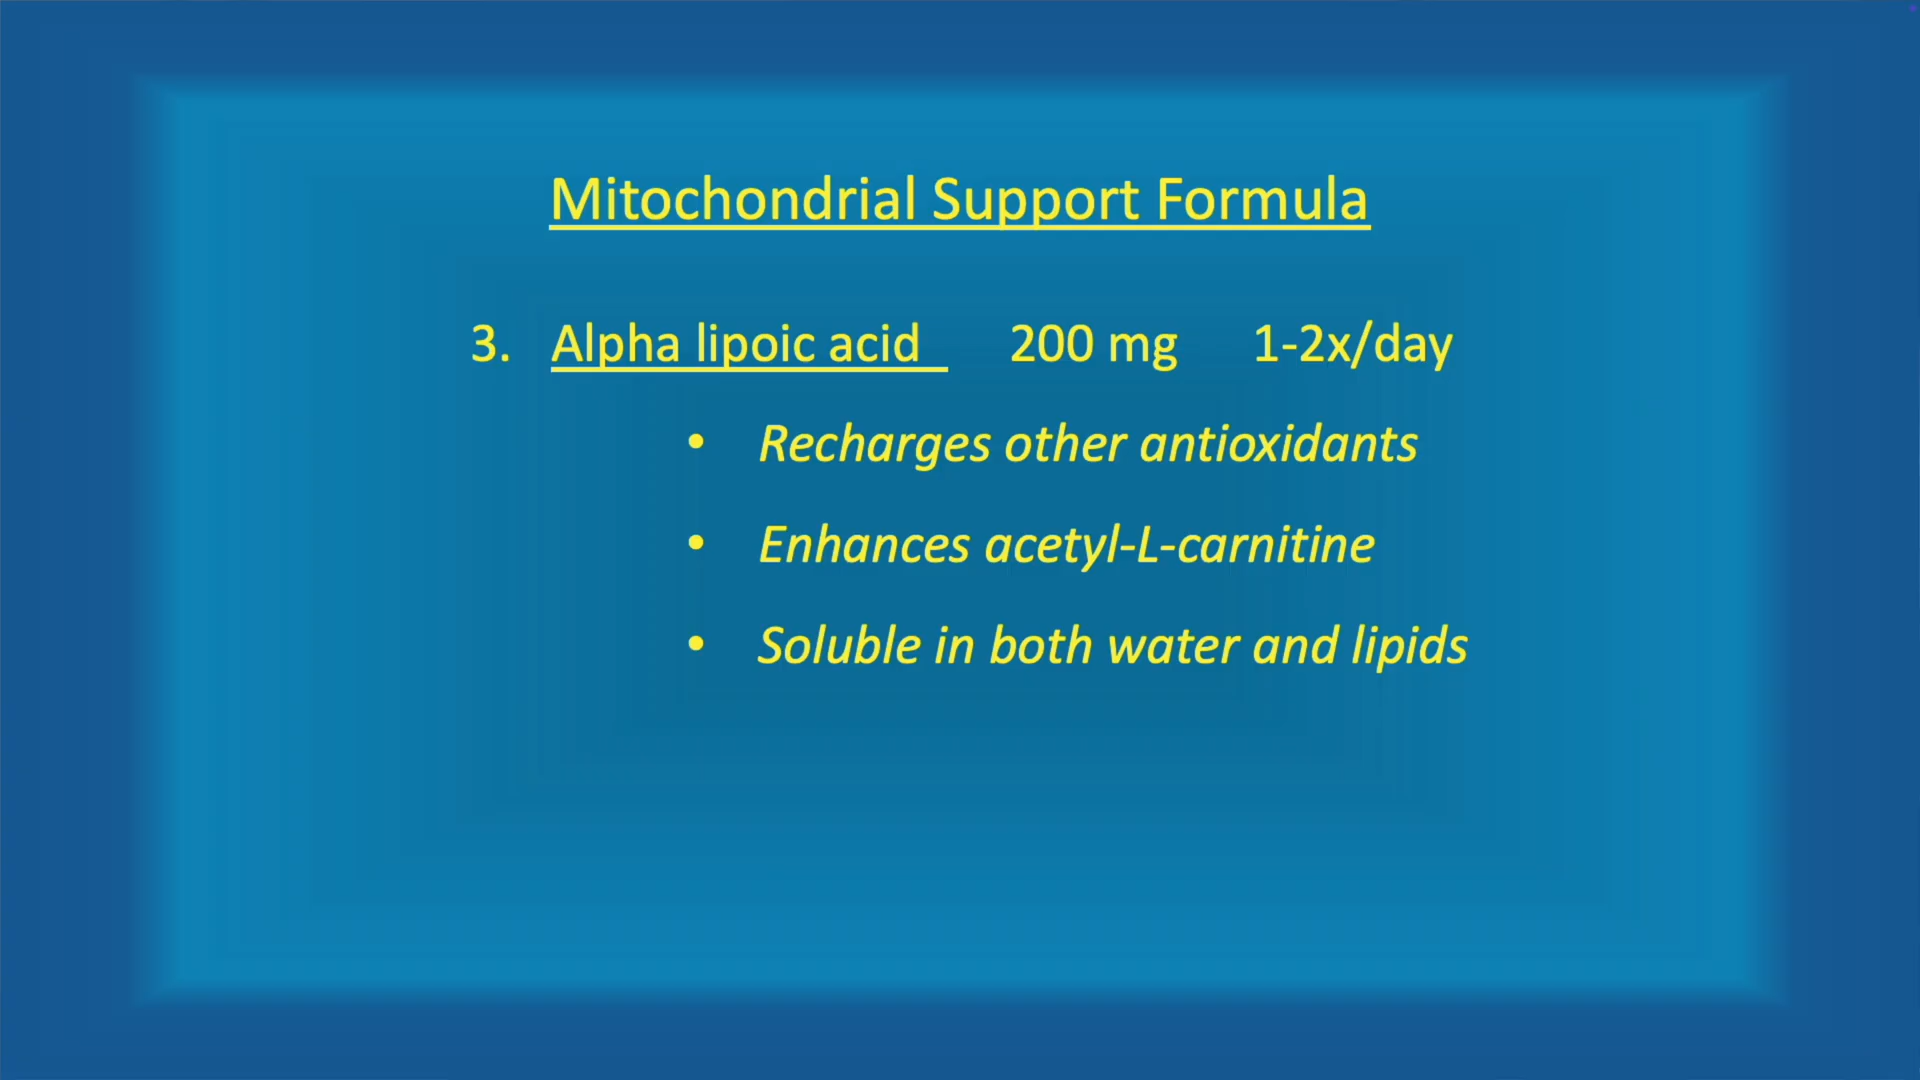 Mitochondrial Support Formula
3. Alpha lipoic acid 200 mg 1-2x/day
• Recharges other antioxidants
• Enhances acetyl-L-carnitine
• Soluble in both water and lipids